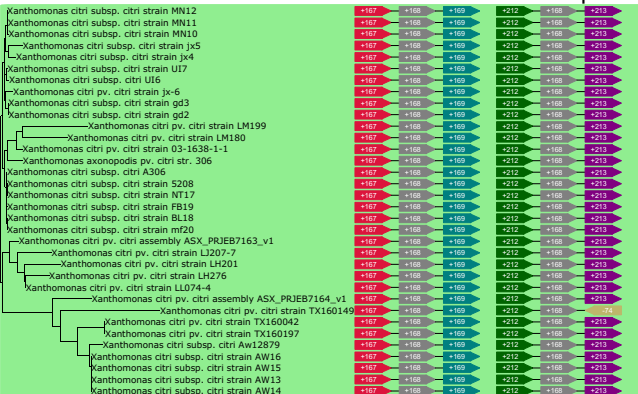 Xanthomonas citri subsp. citri strain MN12 +167 +168 +169 +212 +168 +213
Xanthomonas citri subsp. citri strain MN11 +167 +168 +169 +212 +168 +213
Xanthomonas citri subsp. citri strain MN10 +167 +168 +169 +212 +168 +213
Xanthomonas citri subsp. citri strain jx5 +167 +168 +169 +212 +168 +213
Xanthomonas citri subsp. citri strain jx4 +167 +168 +169 +212 +168 +213
Xanthomonas citri subsp. citri strain UI7 +167 +168 +169 +212 +168 +213
Xanthomonas citri subsp. citri UI6 +167 +168 +169 +212 +168 +213
Xanthomonas citri pv. citri strain jx-6 +167 +168 +169 +212 +168 +213
Xanthomonas citri subsp. citri strain gd3 +167 +168 +169 +212 +168 +213
Xanthomonas citri subsp. citri strain gd2 +167 +168 +169 +212 +168 +213
Xanthomonas citri pv. citri strain LM199 +167 +168 +169 +212 +168 +213
Xanthomonas citri pv. citri strain LM180 +167 +168 +169 +212 +168 +213
Xanthomonas citri pv. citri strain 03-1638-1-1 +167 +168 +169 +212 +168 +213
Xanthomonas axonopodis pv. citri str. 306 +167 +168 +169 +212 +168 +213
Xanthomonas citri subsp. citri A306 +167 +168 +169 +212 +168 +213
Xanthomonas citri subsp. citri strain 5208 +167 +168 +169 +212 +168 +213
Xanthomonas citri subsp. citri strain NT17 +167 +168 +169 +212 +168 +213
Xanthomonas citri subsp. citri strain FB19 +167 +168 +169 +212 +168 +213
Xanthomonas citri subsp. citri strain BL18 +167 +168 +169 +212 +168 +213
Xanthomonas citri subsp. citri strain mf20 +167 +168 +169 +212 +168 +213
Xanthomonas citri pv. citri assembly ASX_PRJEB7163_v1 +167 +168 +169 +212 +168 +213
Xanthomonas citri pv. citri strain LJ207-7 +167 +168 +169 +212 +168 +213
Xanthomonas citri pv. citri strain LH201 +167 +168 +169 +212 +168 +213
Xanthomonas citri pv. citri strain LH276 +167 +168 +169 +212 +168 +213
Xanthomonas citri pv. citri strain LL074-4 +167 +168 +169 +212 +168 +213
Xanthomonas citri pv. citri assembly ASX_PRJEB7164_v1 +167 +168 +169 +212 +168 +213
Xanthomonas citri pv. citri strain TX160149 +167 +168 +169 +212 +168 -74
Xanthomonas citri pv. citri strain TX160042 +167 +168 +169 +212 +168 +213
Xanthomonas citri pv. citri strain TX160197 +167 +168 +169 +212 +168 +213
Xanthomonas citri subsp. citri Aw12879 +167 +168 +169 +212 +168 +213
Xanthomonas citri subsp. citri strain AW16 +167 +168 +169 +212 +168 +213
Xanthomonas citri subsp. citri strain AW15 +167 +168 +169 +212 +168 +213
Xanthomonas citri subsp. citri strain AW13 +167 +168 +169 +212 +168 +213
Xanthomonas citri subsp. citri strain AW14 +167 +168 +169 +212 +168 +213